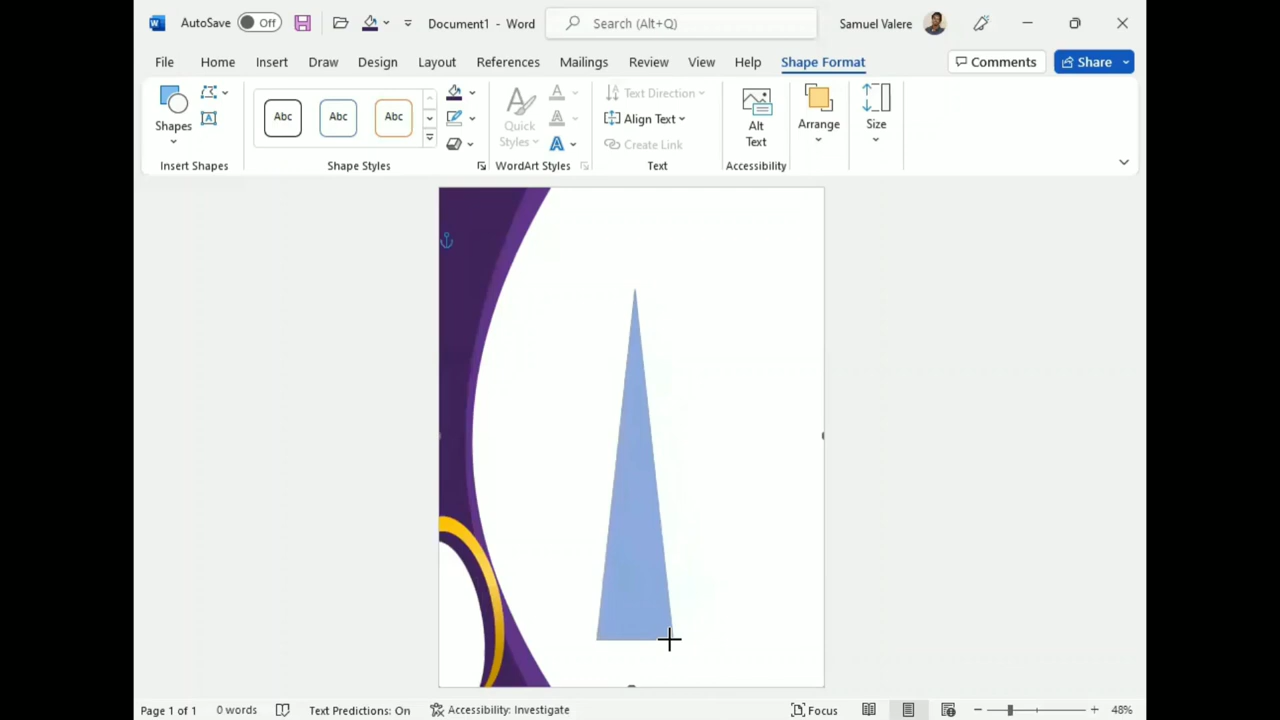 AutoSave Off Document1 - Word Search (Alt+Q) Samuel Valere
File Home Insert Draw Design Layout References Mailings Review View Help Shape Format Comments Share
Shapes
Insert Shapes
Abc Abc Abc
Shape Styles
Quick
Styles
WordArt Styles
Text Direction
Align Text
Create Link
Text
Alt
Text
Accessibility
Arrange
Size
Page 1 of 1 0 words Text Predictions: On Accessibility: Investigate Focus 48%